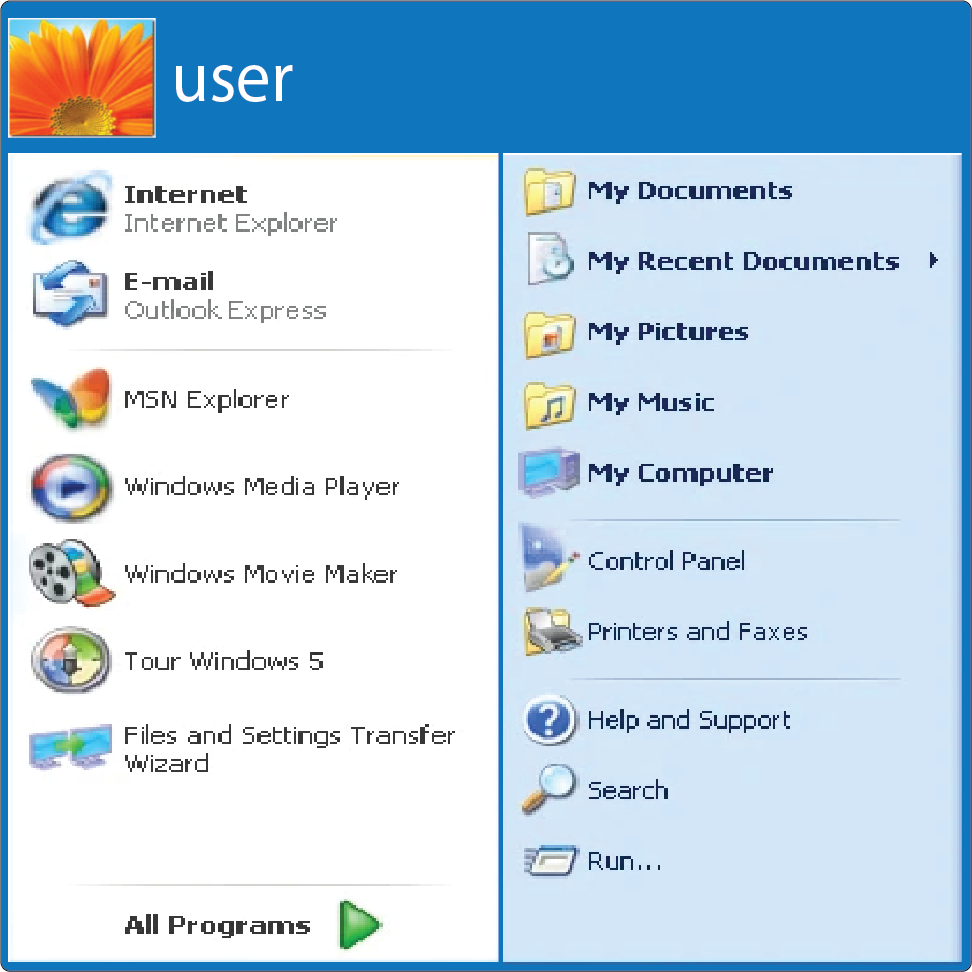 user
Internet
Internet Explorer
E-mail
Outlook Express
MSN Explorer
Windows Media Player
Windows Movie Maker
Tour Windows 5
Files and Settings Transfer
Wizard
All Programs
My Documents
My Recent Documents
My Pictures
My Music
My Computer
Control Panel
Printers and Faxes
Help and Support
Search
Run...